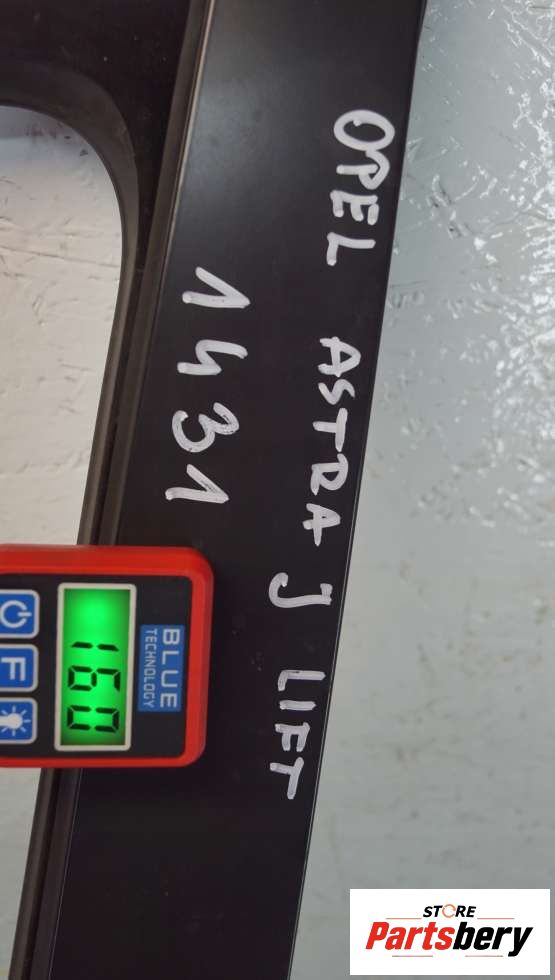 OPEL ASTRA J LIFT
1431
BLUE
TECHNOLOGY
160
F
STORE
Partsbery